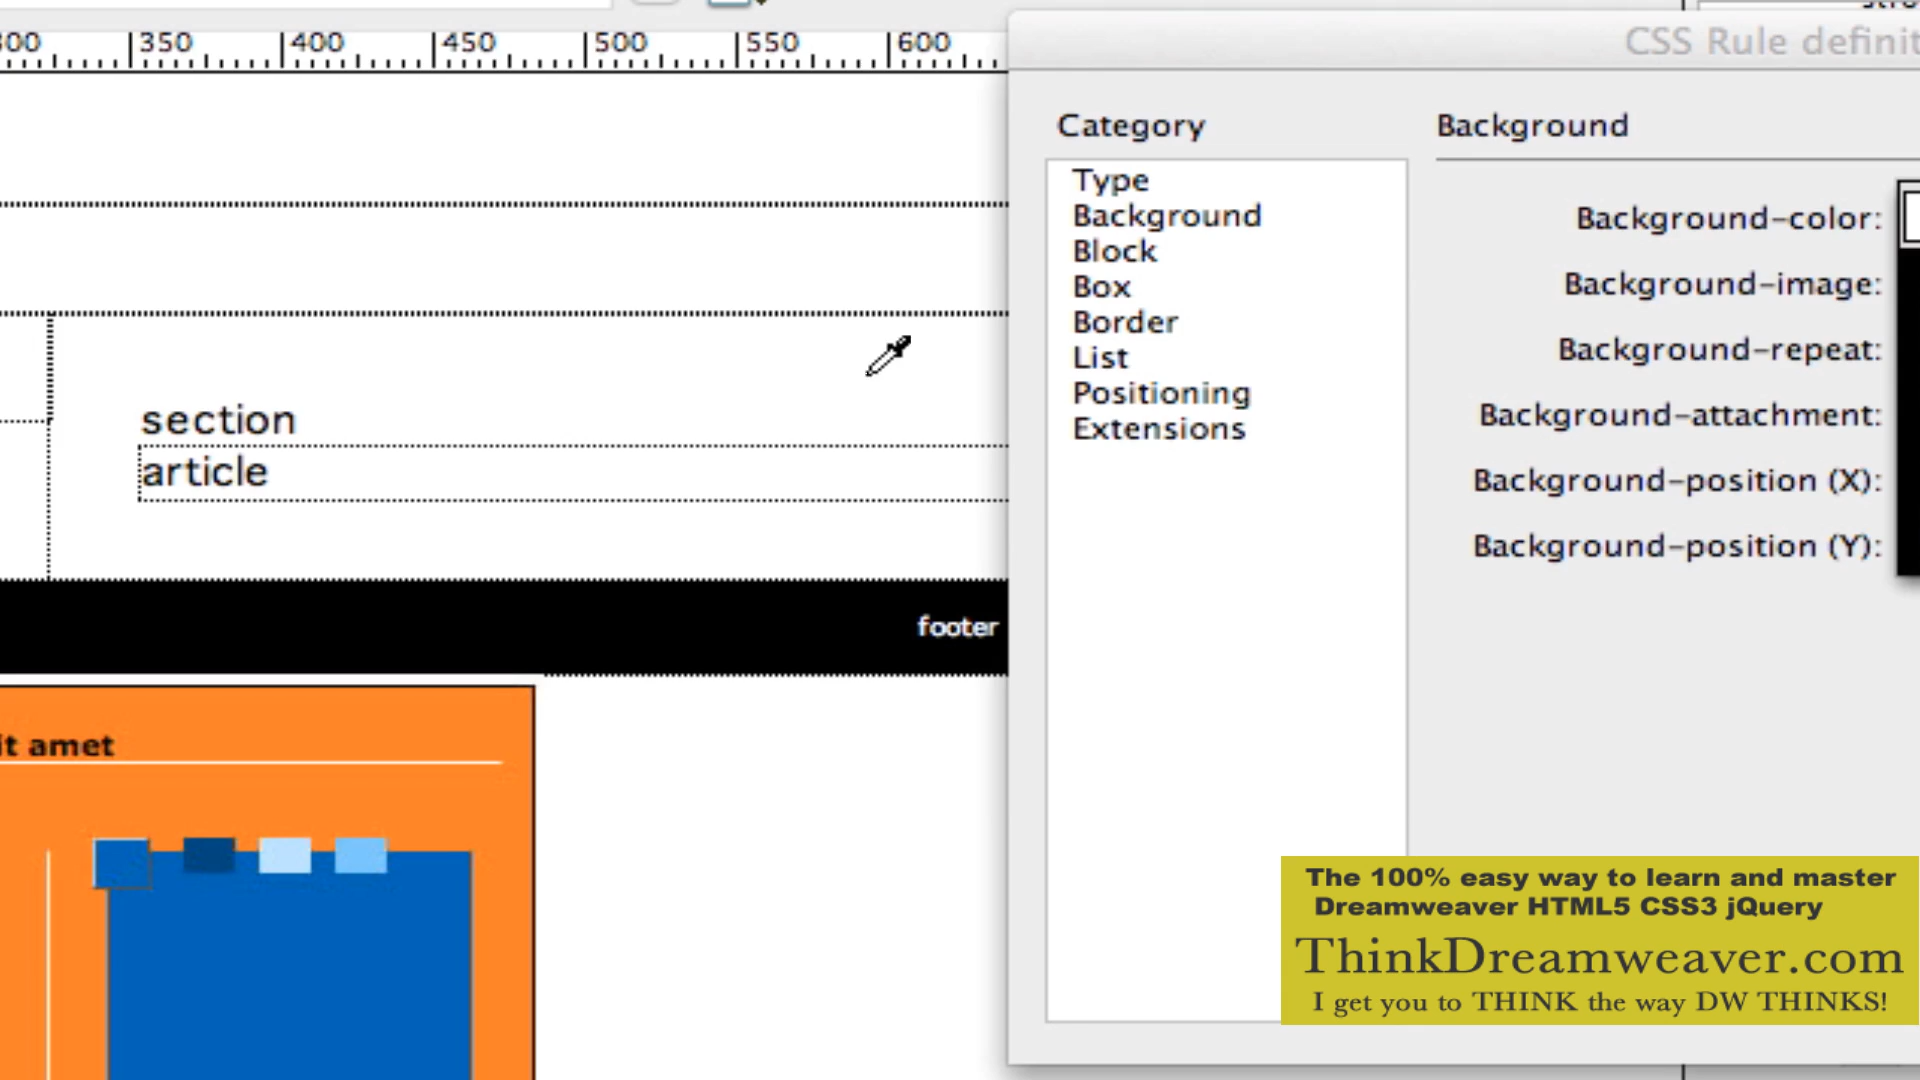 350 400 450 500 550 600
CSS Rule
Category
Background
Type
Background
Block
Box
Border
List
Positioning
Extensions
Background-color:
Background-image:
Background-repeat:
Background-attachment:
Background-position (X):
Background-position (Y):
section
article
footer
it amet
The 100% easy way to learn and master
Dreamweaver HTML5 CSS3 jQuery
ThinkDreamweaver.com
I get you to THINK the way DW THINKS!